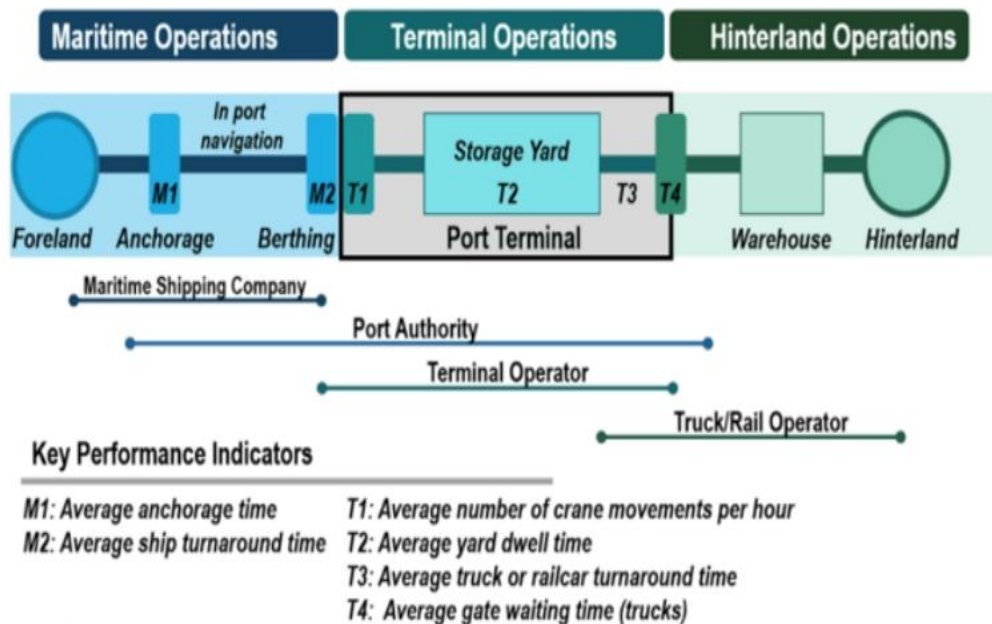 Maritime Operations
Terminal Operations
Hinterland Operations
In port
navigation
Storage Yard
M1
M2
T1
T2
T3
T4
Foreland
Anchorage
Berthing
Port Terminal
Warehouse
Hinterland
Maritime Shipping Company
Port Authority
Terminal Operator
Truck/Rail Operator
Key Performance Indicators
M1: Average anchorage time
M2: Average ship turnaround time
T1: Average number of crane movements per hour
T2: Average yard dwell time
T3: Average truck or railcar turnaround time
T4: Average gate waiting time (trucks)